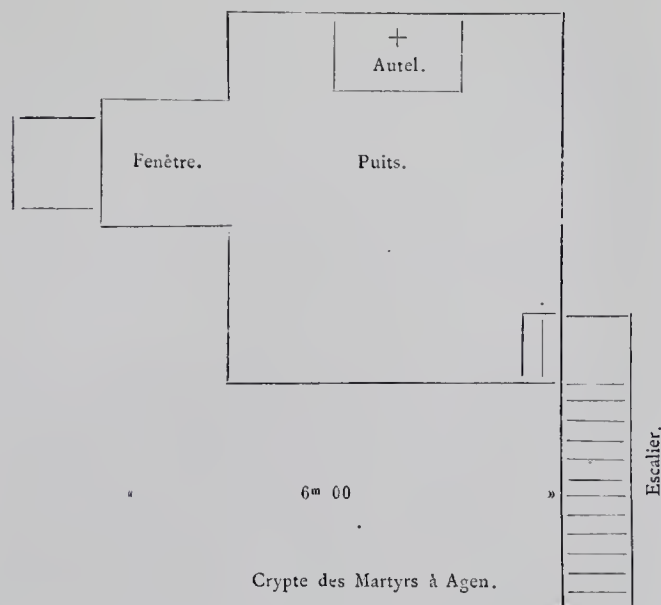 +
Autel.
Fenêtre.
Puits.
Escalier.
« 6ᵐ 00 »
Crypte des Martyrs à Agen.